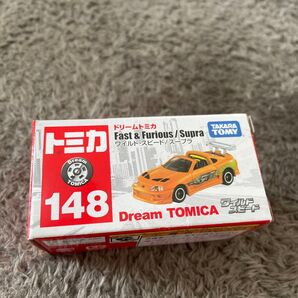 トミカ
Dream
TOMICA
148
ドリームトミカ
Fast & Furious / Supra
ワイルド・スピード/スープラ
TAKARA
TOMY
Dream TOMICA
ワイルド
スピード